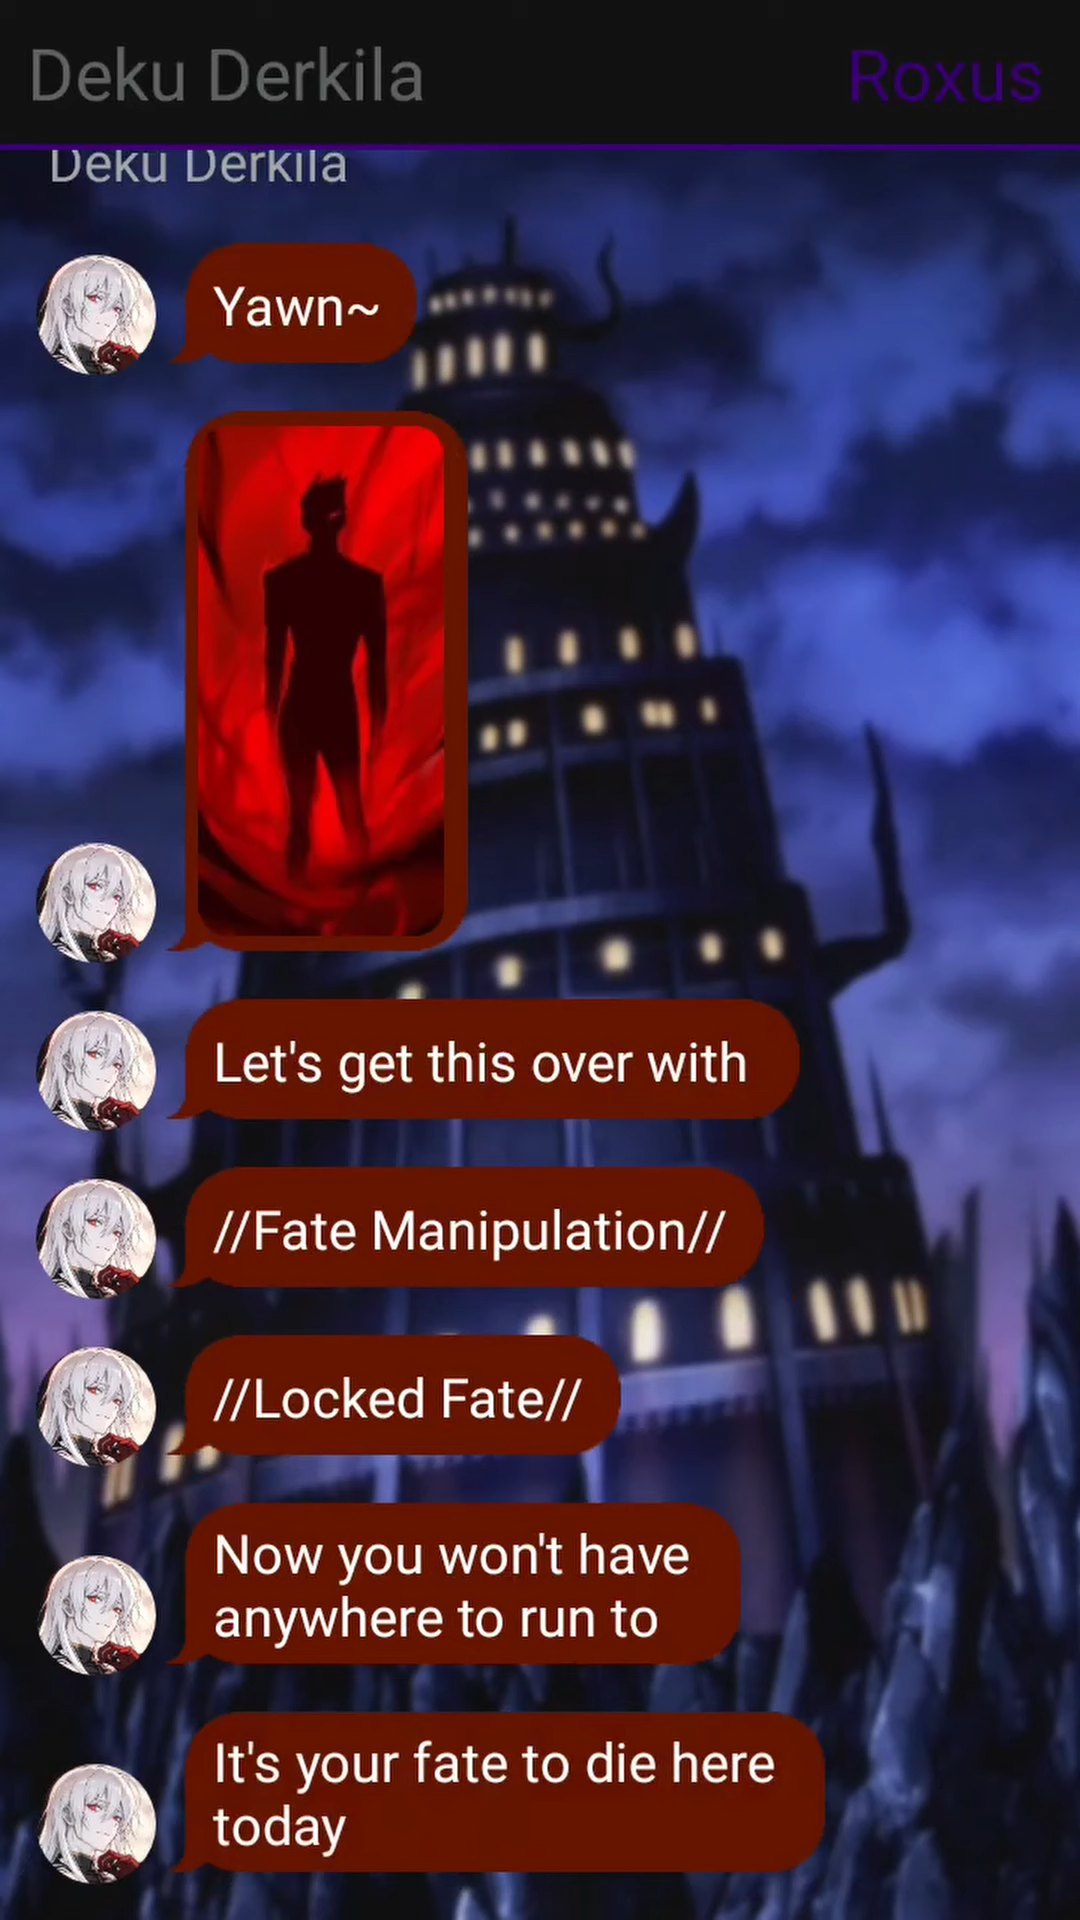 Deku Derkila
Roxus
Deku Derkila
Yawn~
Let's get this over with
//Fate Manipulation//
//Locked Fate//
Now you won't have
anywhere to run to
It's your fate to die here
today